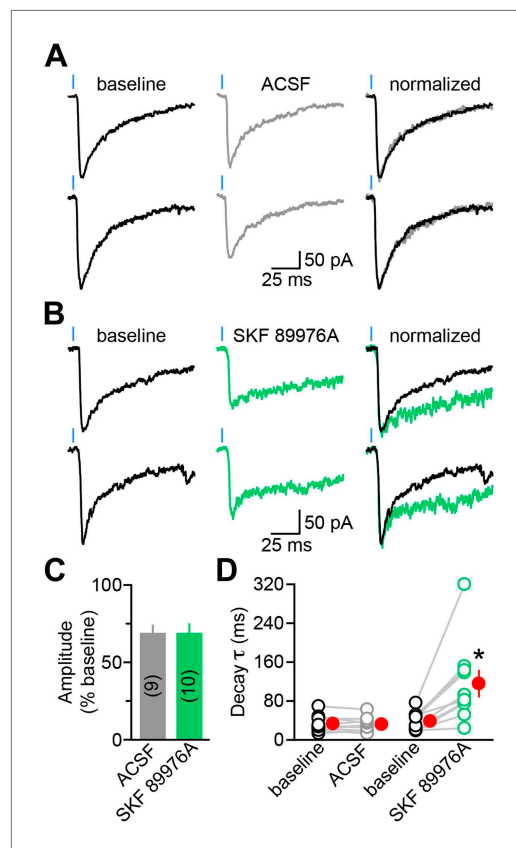 A
baseline ACSF normalized
50 pA
25 ms
B
baseline SKF 89976A normalized
50 pA
25 ms
C
Amplitude
(% baseline)
75
50
0
(9)
(10)
ACSF
SKF 89976A
D
Decay τ (ms)
320
240
160
80
0
*
baseline
ACSF
baseline
SKF 89976A